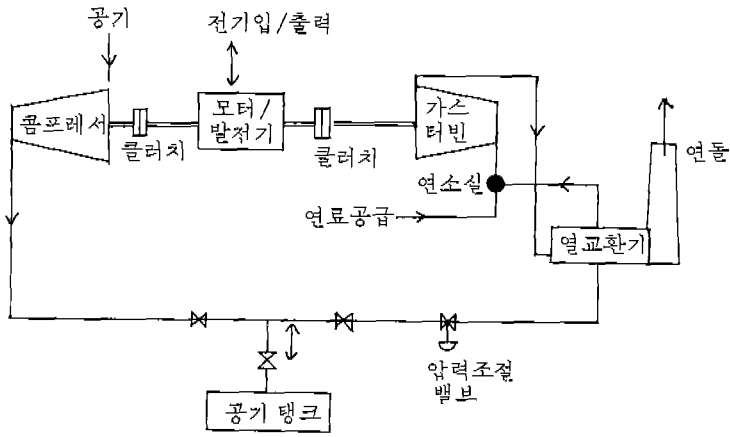 공기
전기입/출력
콤프레서
모터/
발전기
가스
터빈
클러치
클러치
연소실
연돌
연료공급
열교환기
압력조절
밸브
공기 탱크